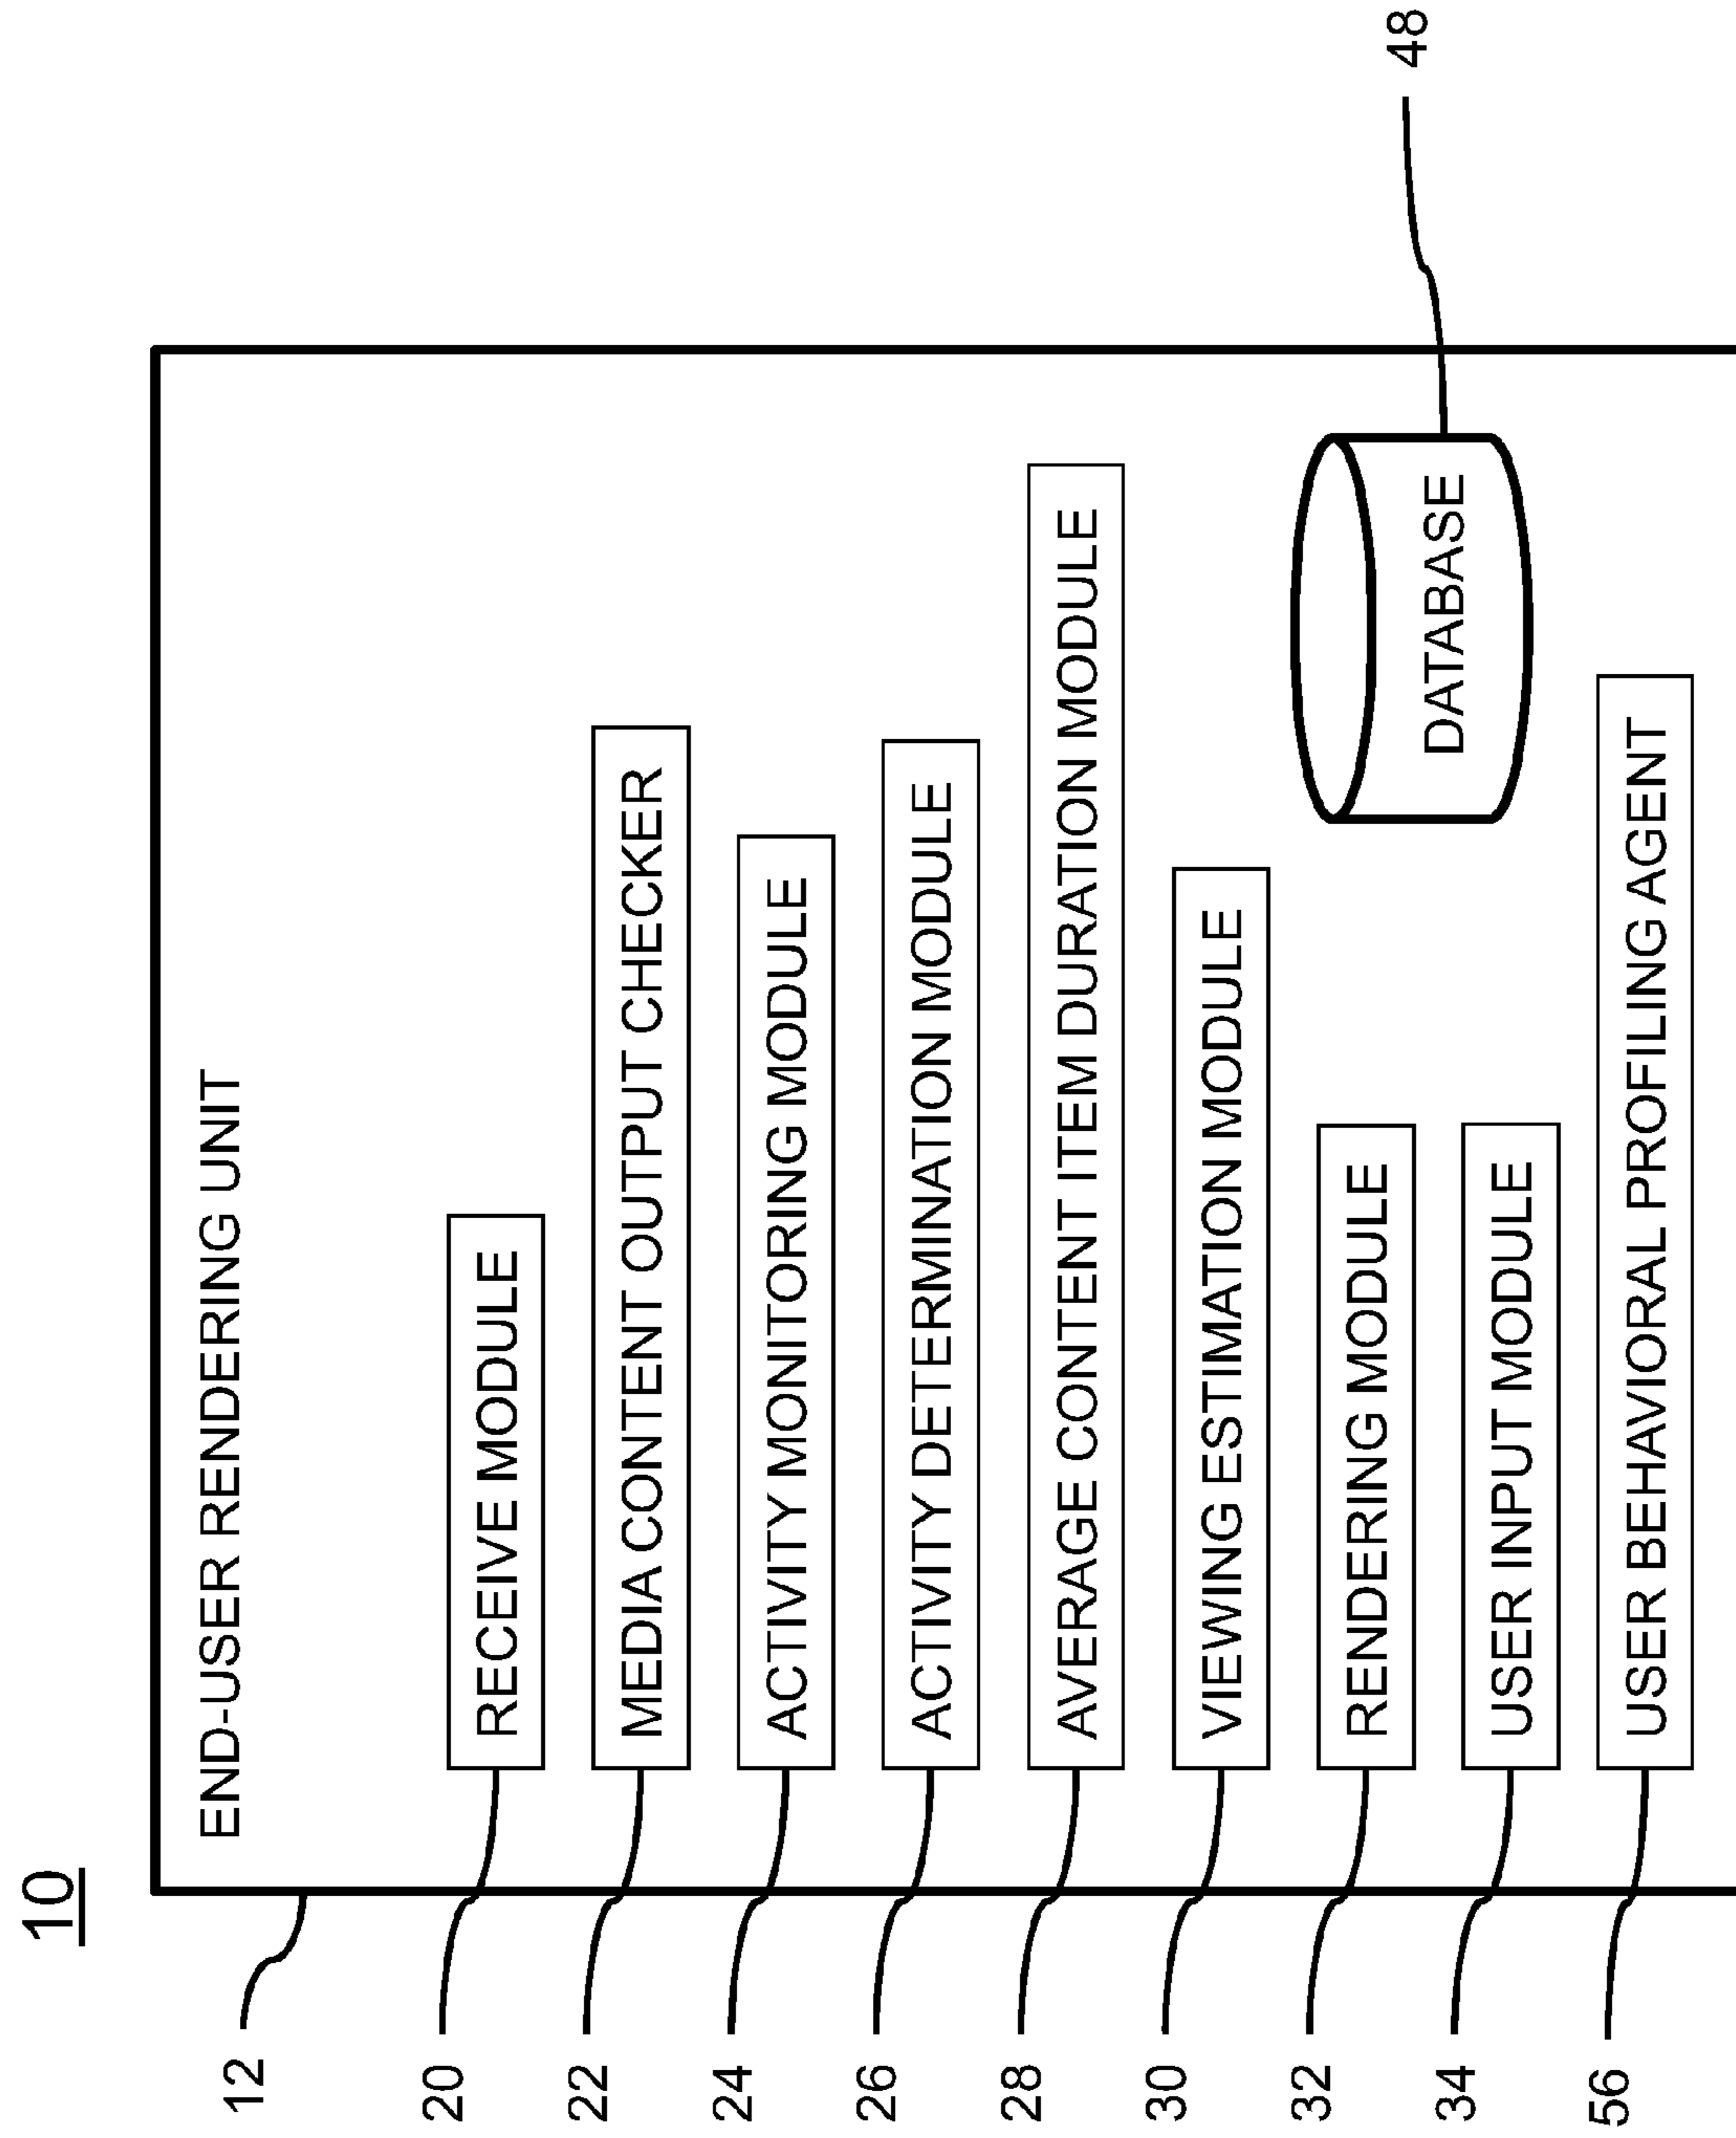 10
12
END-USER RENDERING UNIT
20
RECEIVE MODULE
22
MEDIA CONTENT OUTPUT CHECKER
24
ACTIVITY MONITORING MODULE
26
ACTIVITY DETERMINATION MODULE
28
AVERAGE CONTENT ITEM DURATION MODULE
30
VIEWING ESTIMATION MODULE
32
RENDERING MODULE
34
USER INPUT MODULE
DATABASE
48
56
USER BEHAVIORAL PROFILING AGENT